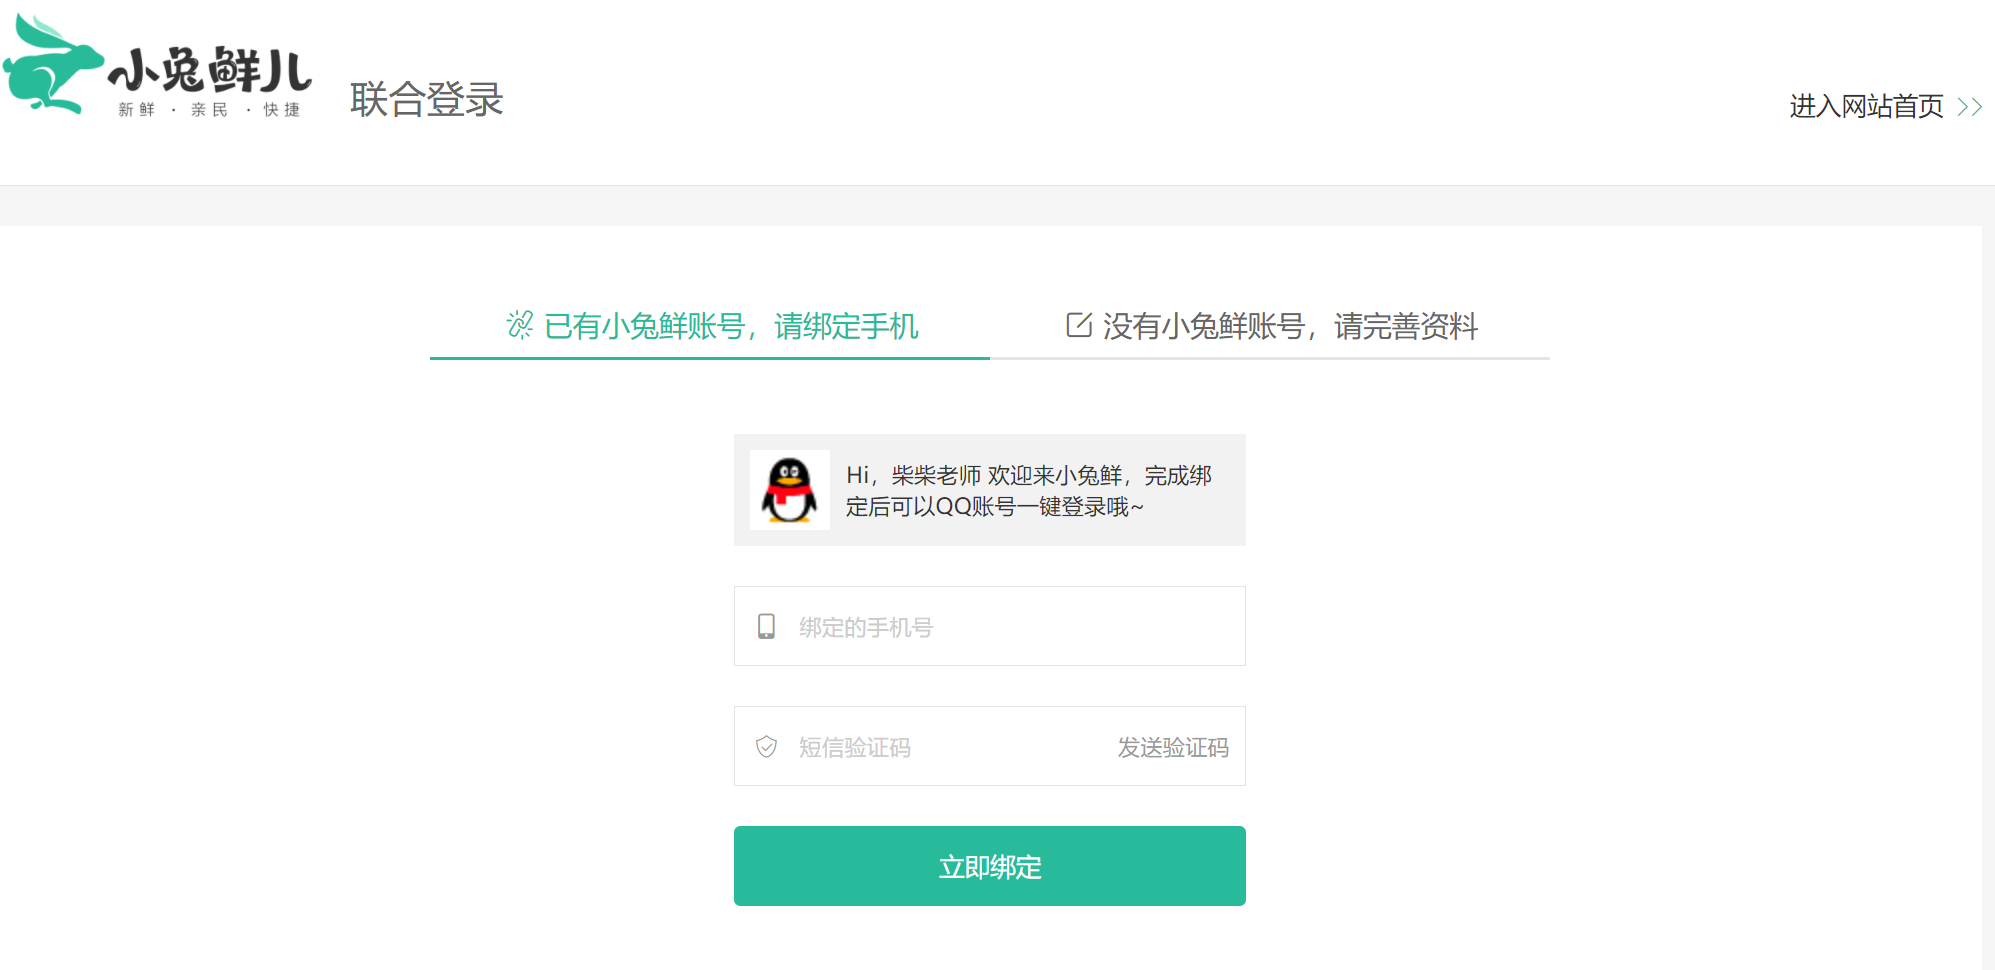 小兔鲜儿
新鲜 · 亲民 · 快捷
联合登录
进入网站首页 >>
已有小兔鲜账号，请绑定手机
没有小兔鲜账号，请完善资料
Hi，柴柴老师 欢迎来小兔鲜，完成绑
定后可以QQ账号一键登录哦~
绑定的手机号
短信验证码
发送验证码
立即绑定